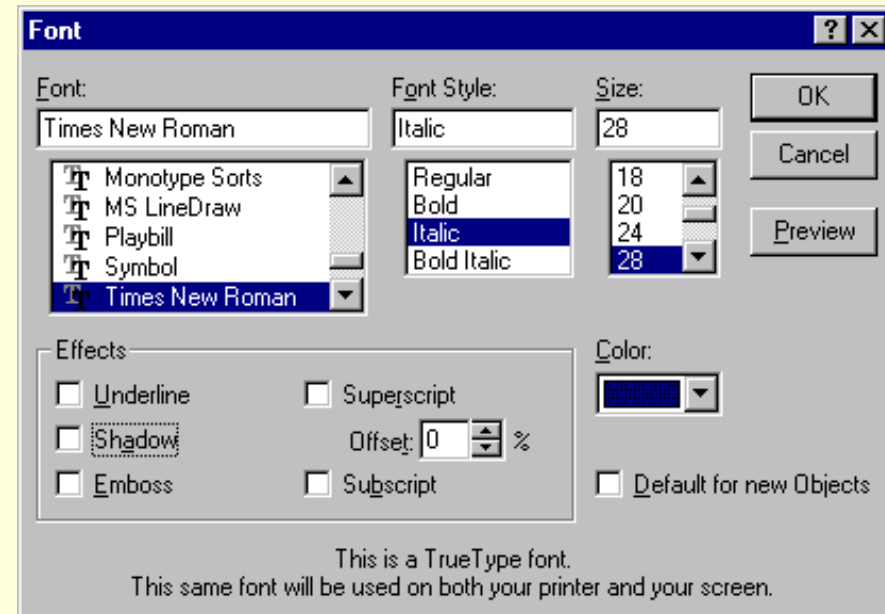 Font
Font: Font Style: Size:
Times New Roman Italic 28 OK
Monotype Sorts Regular 18 Cancel
MS LineDraw Bold 20
Playbill Italic 24 Preview
Symbol Bold Italic 28
Times New Roman
Effects Color:
Underline Superscript
Shadow Offset: 0 %
Emboss Subscript Default for new Objects
This is a TrueType font.
This same font will be used on both your printer and your screen.